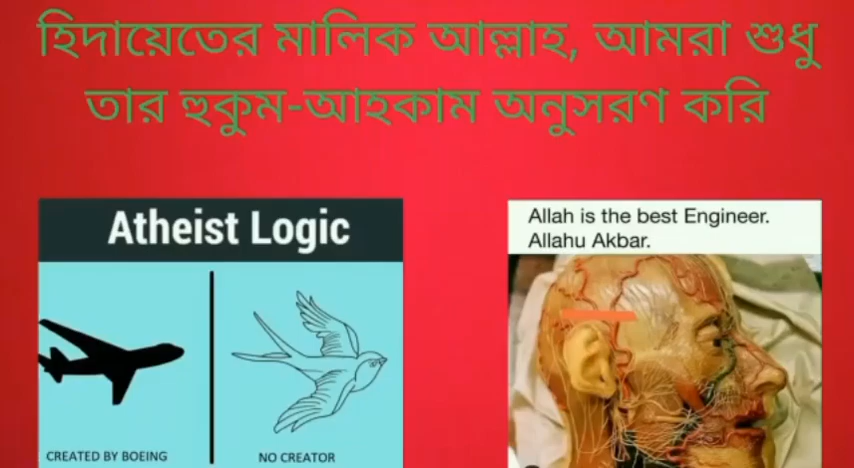 হিদায়েতের মালিক আল্লাহ, আমরা শুধু
তার হুকুম-আহকাম অনুসরণ করি
Atheist Logic
CREATED BY BOEING
NO CREATOR
Allah is the best Engineer.
Allahu Akbar.